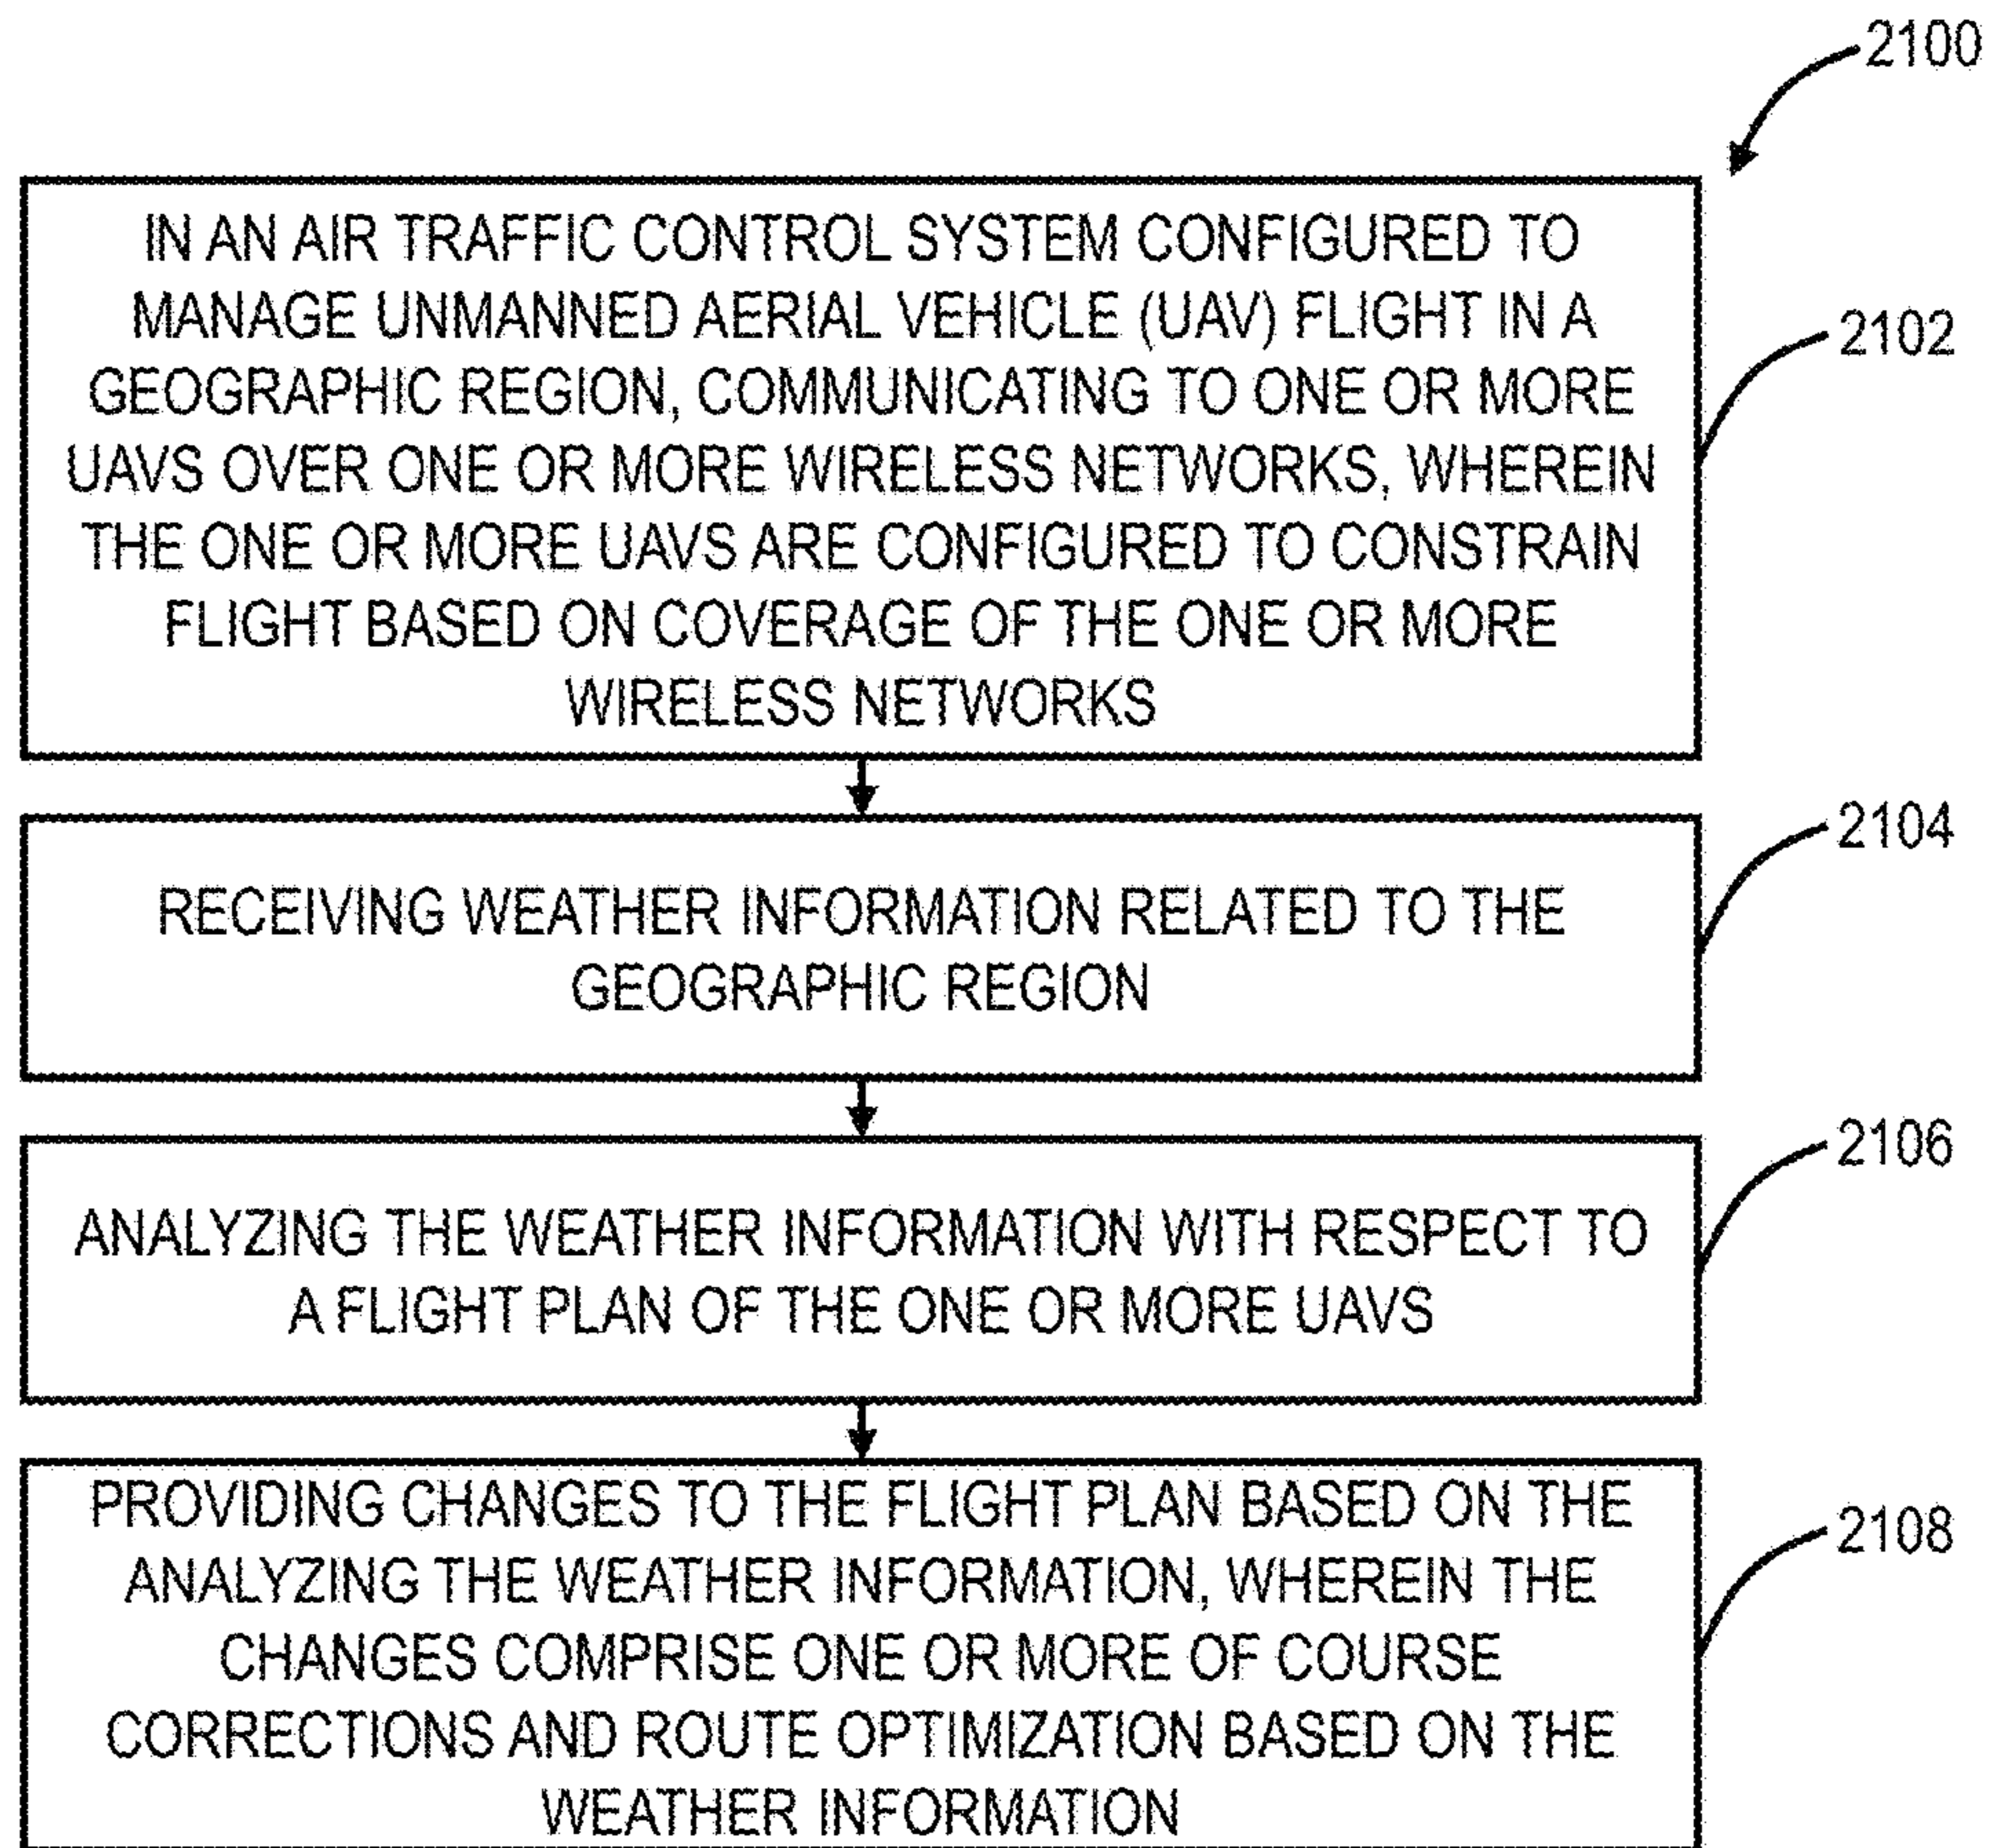 2100
IN AN AIR TRAFFIC CONTROL SYSTEM CONFIGURED TO
MANAGE UNMANNED AERIAL VEHICLE (UAV) FLIGHT IN A
GEOGRAPHIC REGION, COMMUNICATING TO ONE OR MORE
UAVS OVER ONE OR MORE WIRELESS NETWORKS, WHEREIN
THE ONE OR MORE UAVS ARE CONFIGURED TO CONSTRAIN
FLIGHT BASED ON COVERAGE OF THE ONE OR MORE
WIRELESS NETWORKS
2102
RECEIVING WEATHER INFORMATION RELATED TO THE
GEOGRAPHIC REGION
2104
ANALYZING THE WEATHER INFORMATION WITH RESPECT TO
A FLIGHT PLAN OF THE ONE OR MORE UAVS
2106
PROVIDING CHANGES TO THE FLIGHT PLAN BASED ON THE
ANALYZING THE WEATHER INFORMATION, WHEREIN THE
CHANGES COMPRISE ONE OR MORE OF COURSE
CORRECTIONS AND ROUTE OPTIMIZATION BASED ON THE
WEATHER INFORMATION
2108